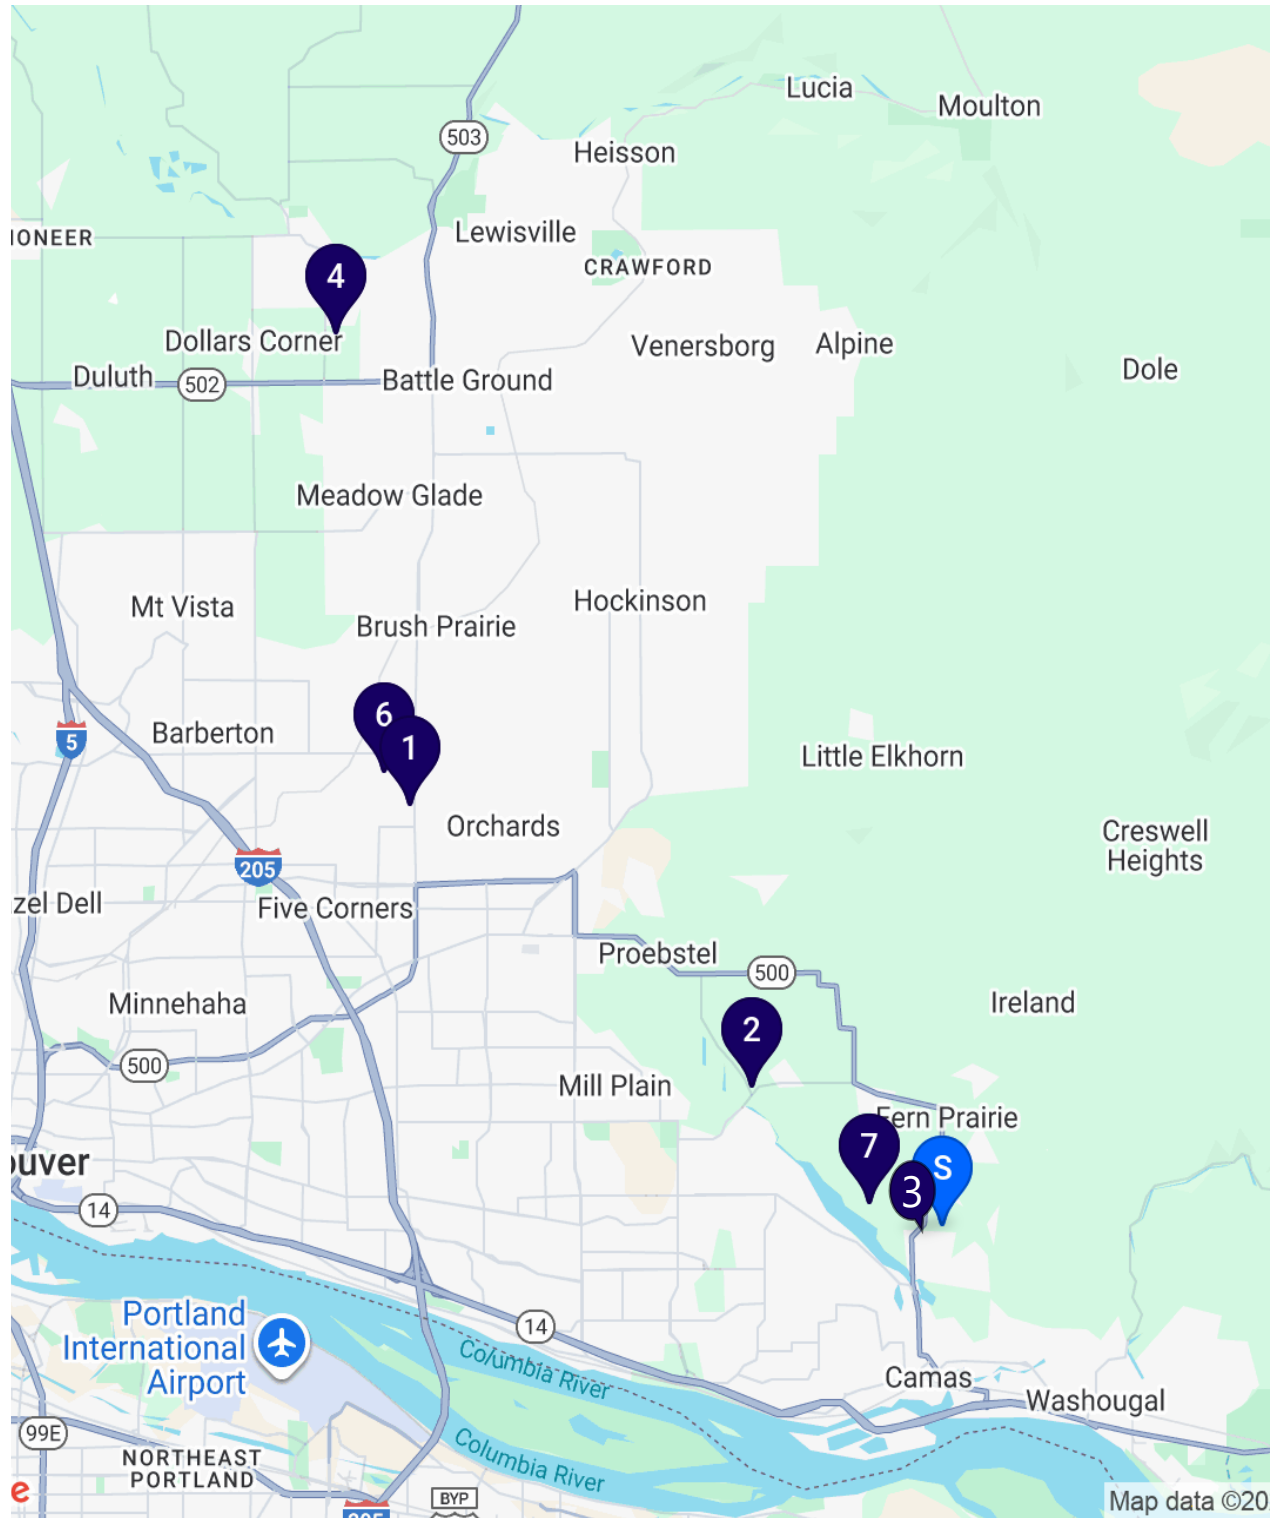 Lucia
Moulton
503
Heisson
Lewisville
IONEER
CRAWFORD
4
Dollars Corner
Venersborg
Alpine
Dole
Duluth
502
Battle Ground
Meadow Glade
Hockinson
Mt Vista
Brush Prairie
6
5
Barberton
1
Little Elkhorn
Orchards
Creswell
Heights
205
zel Dell
Five Corners
Proebstel
500
Minnehaha
Ireland
2
500
Mill Plain
Fern Prairie
7
ouver
S
3
14
Portland
International
Airport
14
Columbia River
Camas
Washougal
99E
Columbia River
NORTHEAST
PORTLAND
e
BYP
205
Map data ©20